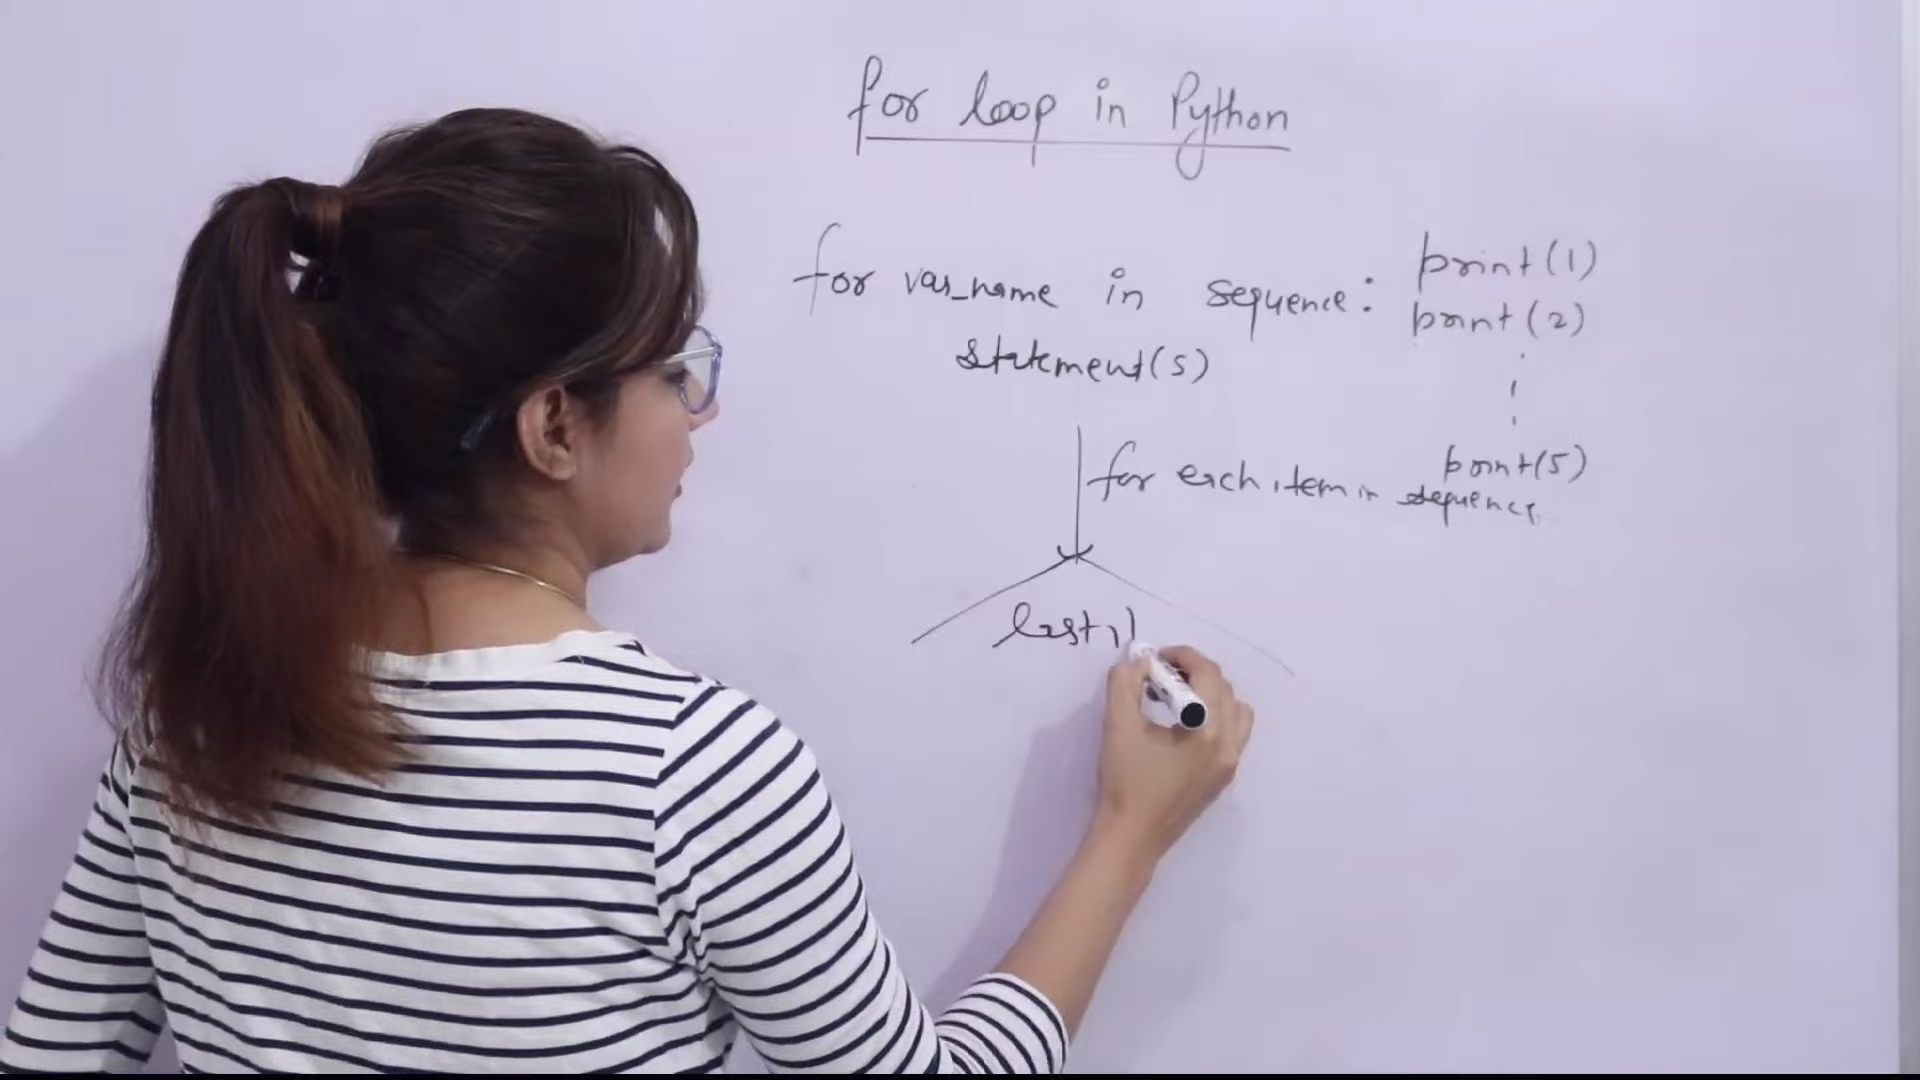 for loop in Python
for var_name in sequence:
statement(s)
print(1)
print(2)
print(5)
for each item in sequence
last